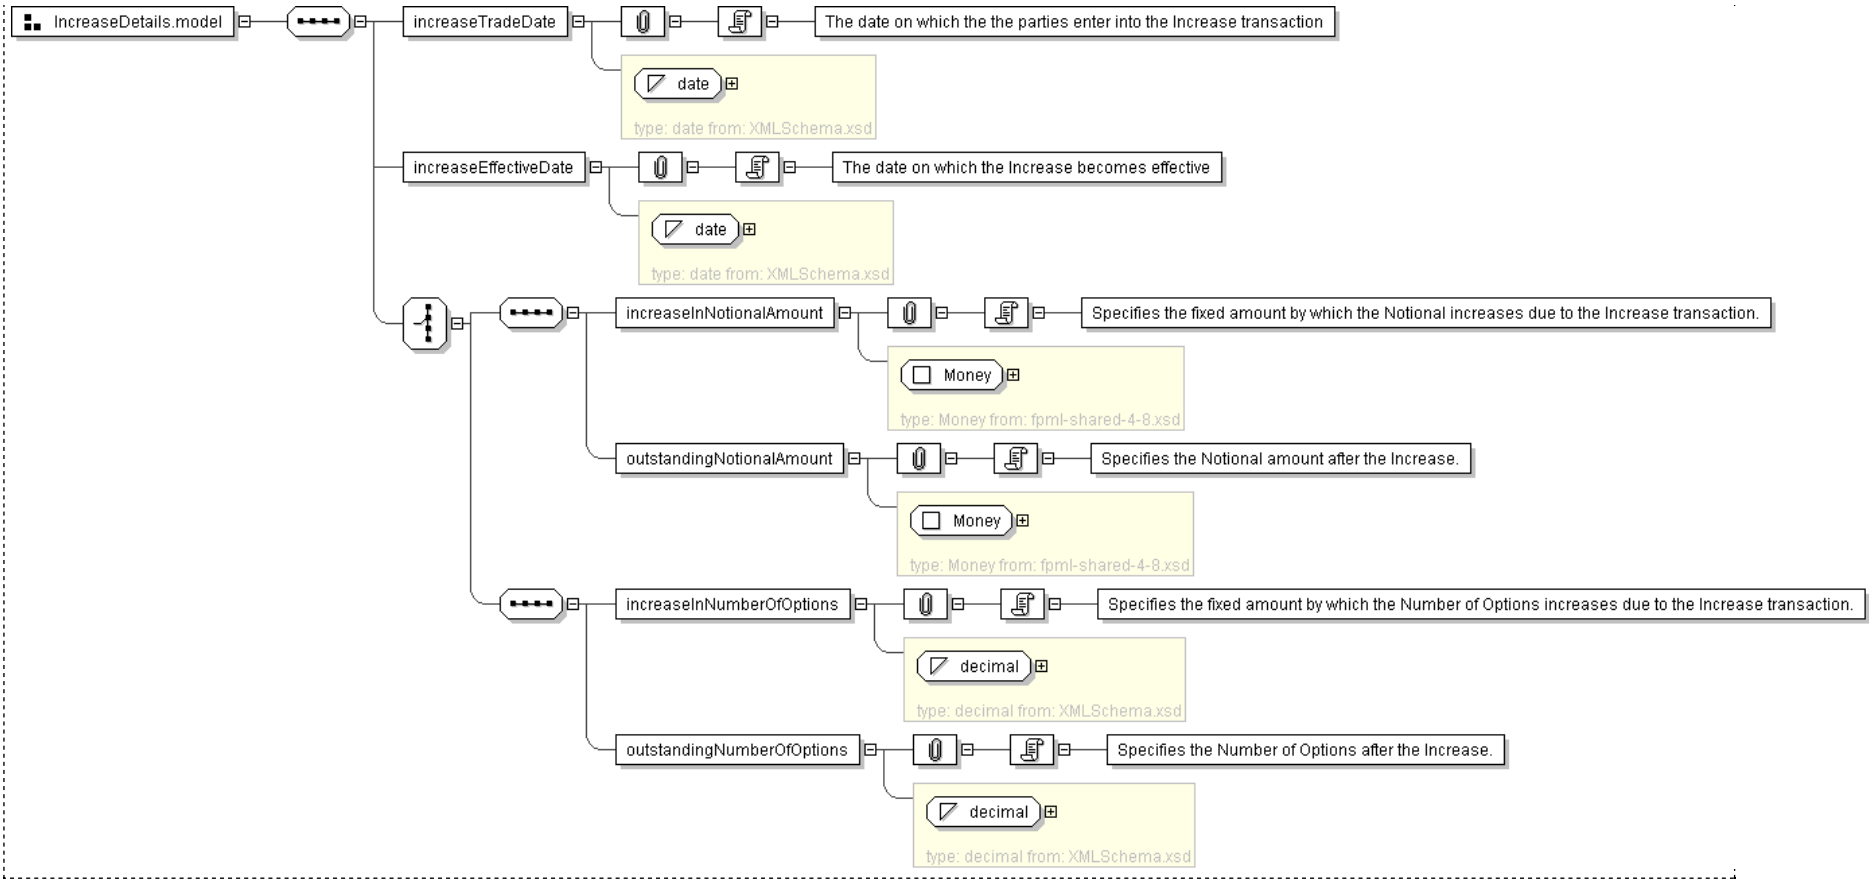 IncreaseDetails.model
increaseTradeDate
The date on which the the parties enter into the Increase transaction
date
type: date from: XMLSchema.xsd
increaseEffectiveDate
The date on which the Increase becomes effective
date
type: date from: XMLSchema.xsd
increaseInNotionalAmount
Specifies the fixed amount by which the Notional increases due to the Increase transaction.
Money
type: Money from: fpml-shared-4-8.xsd
outstandingNotionalAmount
Specifies the Notional amount after the Increase.
Money
type: Money from: fpml-shared-4-8.xsd
increaseInNumberOfOptions
Specifies the fixed amount by which the Number of Options increases due to the Increase transaction.
decimal
type: decimal from: XMLSchema.xsd
outstandingNumberOfOptions
Specifies the Number of Options after the Increase.
decimal
type: decimal from: XMLSchema.xsd